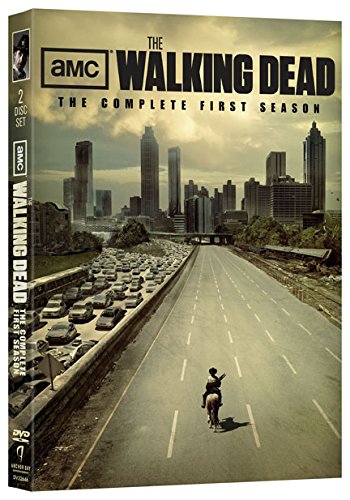 2
DISC
SET
amc
THE
WALKING DEAD
THE COMPLETE
FIRST SEASON
DVD
ANCHOR BAY
amc
THE
WALKING DEAD
THE COMPLETE FIRST SEASON